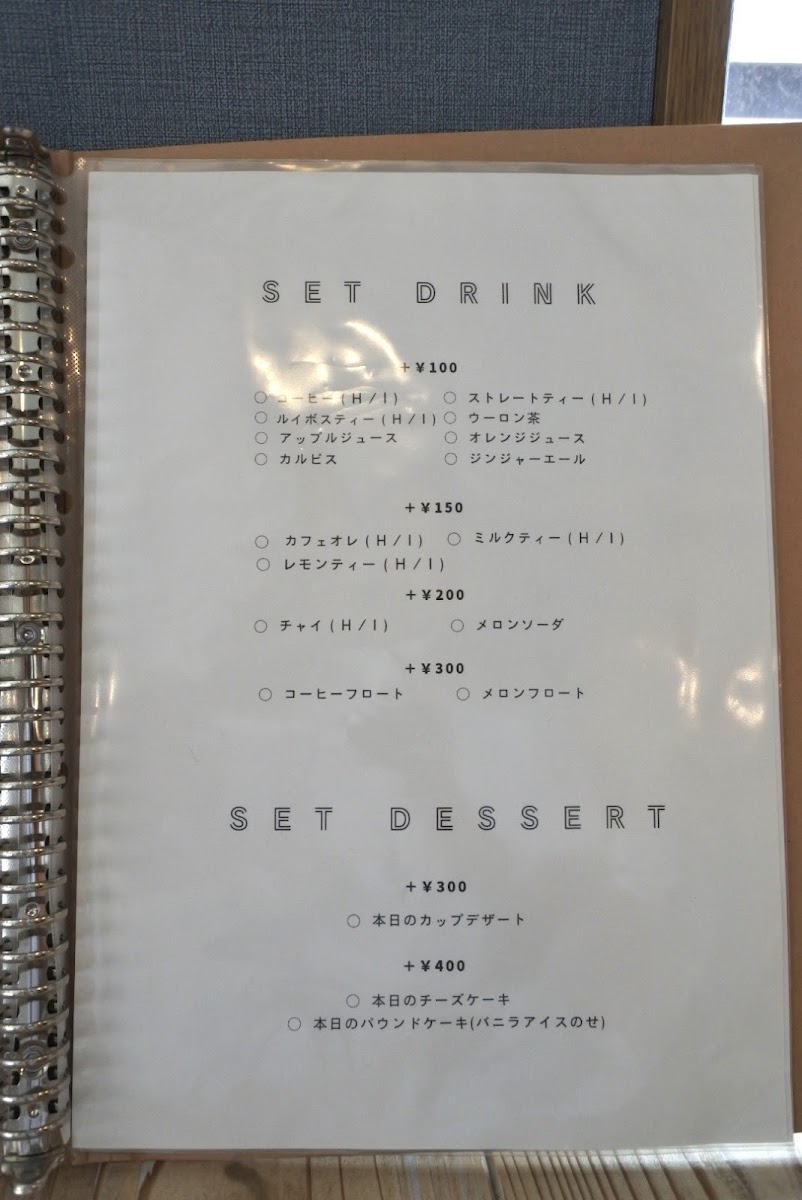 SET DRINK
+¥100
○ コーヒー(H/I) ○ ストレートティー(H/I)
○ ルイボスティー(H/I) ○ ウーロン茶
○ アップルジュース ○ オレンジジュース
○ カルピス ○ ジンジャーエール
+¥150
○ カフェオレ(H/I) ○ ミルクティー(H/I)
○ レモンティー(H/I)
+¥200
○ チャイ(H/I) ○ メロンソーダ
+¥300
○ コーヒーフロート ○ メロンフロート
SET DESSERT
+¥300
○ 本日のカップデザート
+¥400
○ 本日のチーズケーキ
○ 本日のパウンドケーキ(バニラアイスのせ)